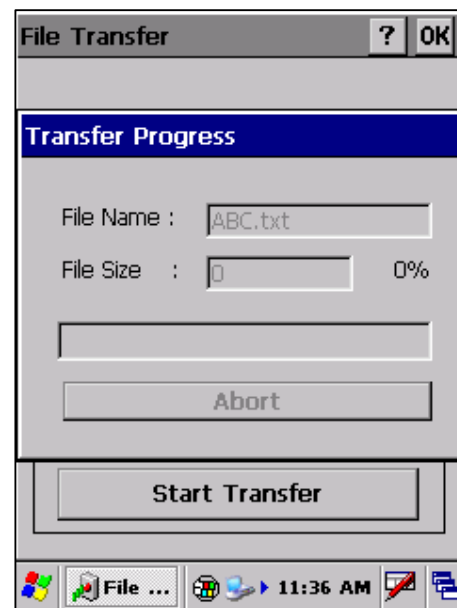 File Transfer ? OK
Transfer Progress
File Name : ABC.txt
File Size : 0 0%
Abort
Start Transfer
File ... 11:36 AM